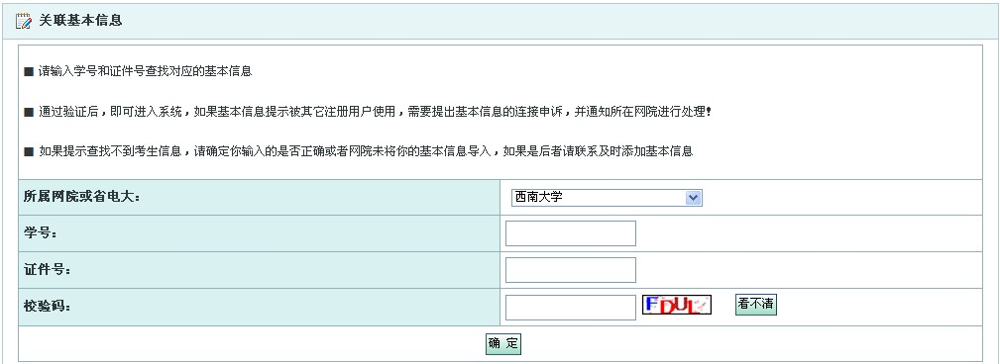 关联基本信息
■ 请输入学号和证件号查找对应的基本信息
■ 通过验证后，即可进入系统，如果基本信息提示被其它注册用户使用，需要提出基本信息的连接申诉，并通知所在网院进行处理！
■ 如果提示查找不到考生信息，请确定你输入的是否正确或者网院未将你的基本信息导入，如果是后者请联系及时添加基本信息
所属网院或省电大： 西南大学
学号：
证件号：
校验码： 看不清
确 定